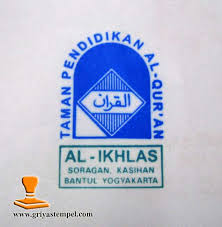 TAMAN PENDIDIKAN AL-QUR'AN
القرآن
AL - IKHLAS
SORAGAN, KASIHAN
BANTUL YOGYAKARTA
www.griyastempel.com